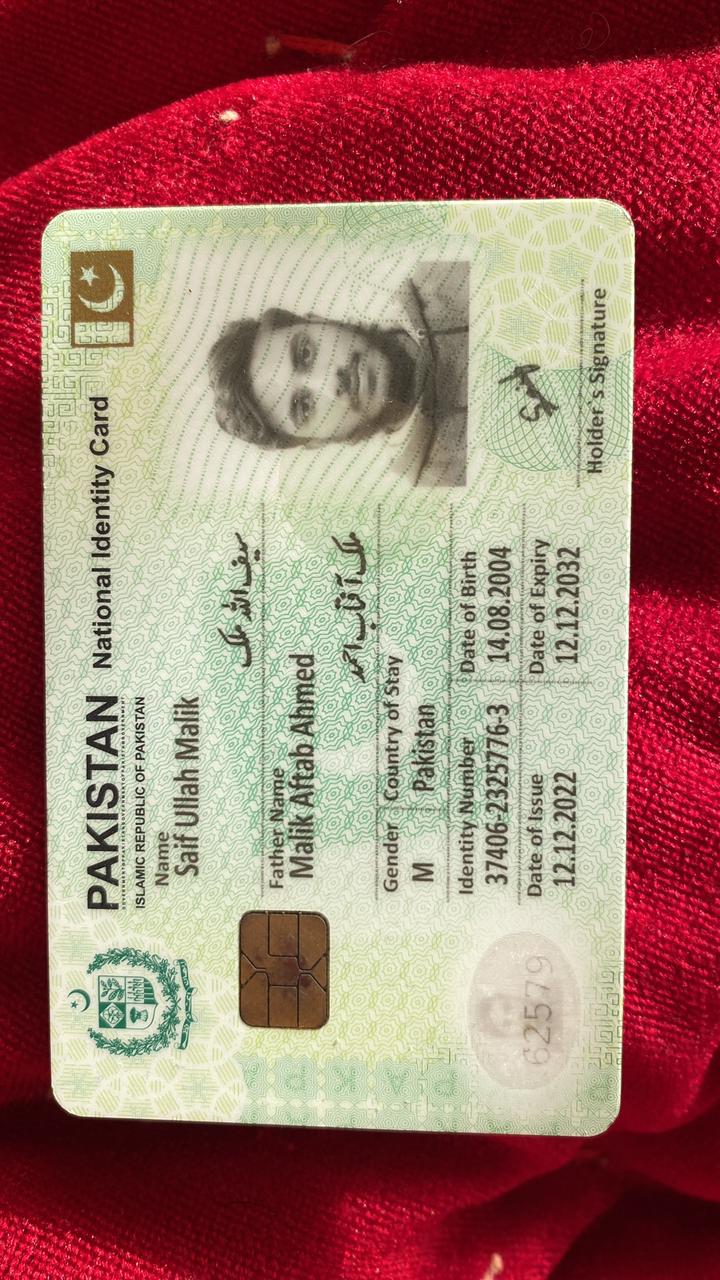 PAKISTAN National Identity Card
ISLAMIC REPUBLIC OF PAKISTAN
Name
Saif Ullah Malik
سیف اللہ ملک
Father Name
Malik Aftab Ahmed
ملک آفتاب احمد
Gender Country of Stay
M Pakistan
Identity Number Date of Birth
37406-2325776-3 14.08.2004
Date of Issue Date of Expiry
12.12.2022 12.12.2032
62579
Saif
Holder`s Signature